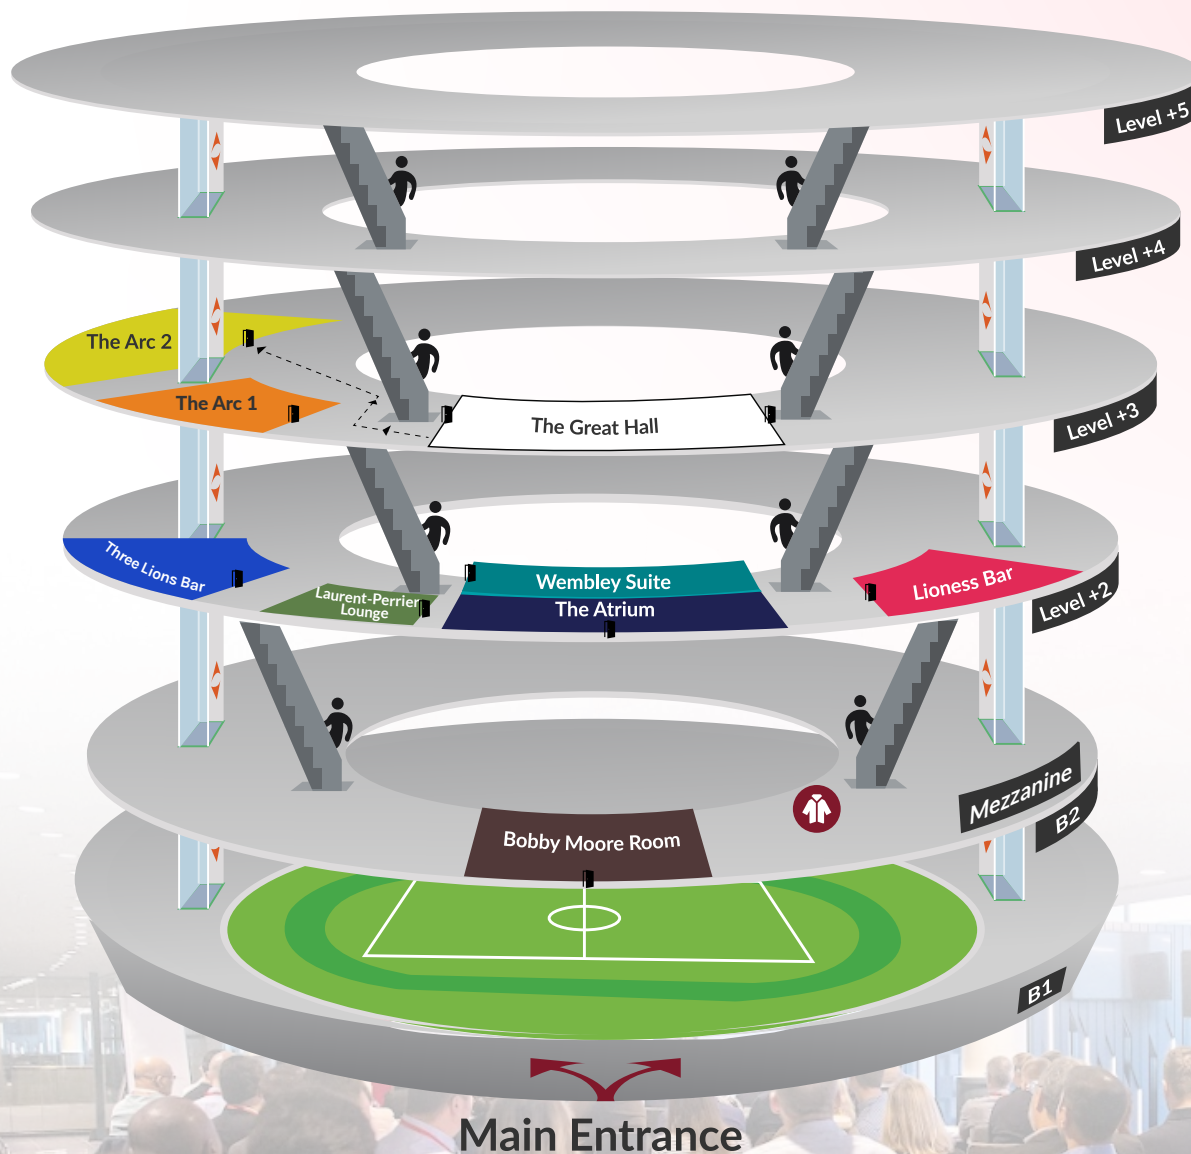 Level +5
Level +4
The Arc 2
The Arc 1
The Great Hall
Level +3
Three Lions Bar
Laurent-Perrier
Lounge
Wembley Suite
The Atrium
Lioness Bar
Level +2
Mezzanine
B2
Bobby Moore Room
B1
Main Entrance